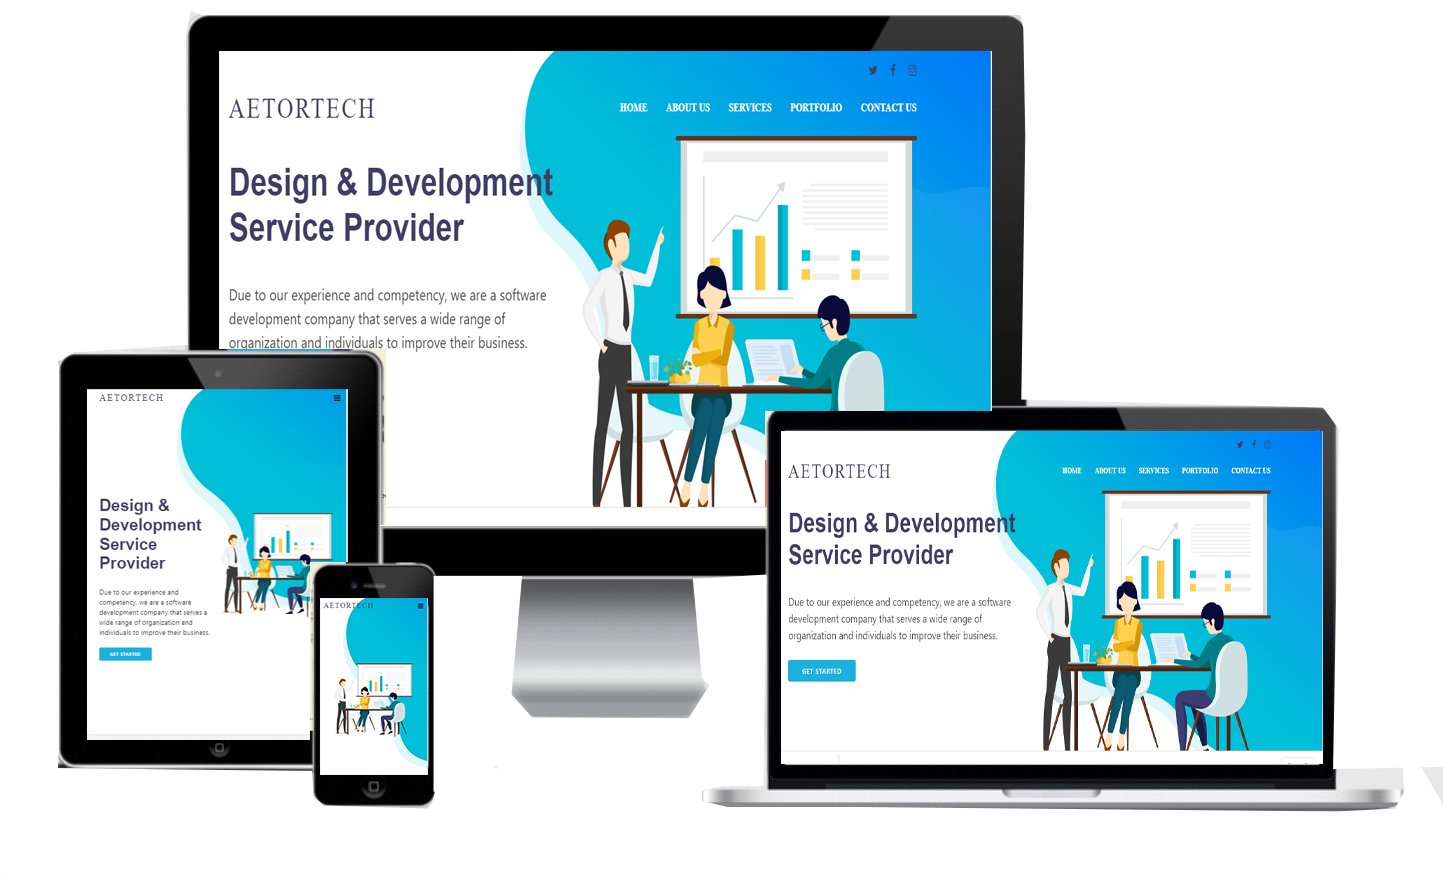 AETORTECH
HOME ABOUT US SERVICES PORTFOLIO CONTACT US
Design & Development
Service Provider
Due to our experience and competency, we are a software
development company that serves a wide range of
organization and individuals to improve their business.
AETORTECH
Design &
Development
Service
Provider
Due to our experience and
competency, we are a software
development company that serves a
wide range of organization and
individuals to improve their business.
GET STARTED
AETORTECH
AETORTECH
HOME ABOUT US SERVICES PORTFOLIO CONTACT US
Design & Development
Service Provider
Due to our experience and competency, we are a software
development company that serves a wide range of
organization and individuals to improve their business.
GET STARTED